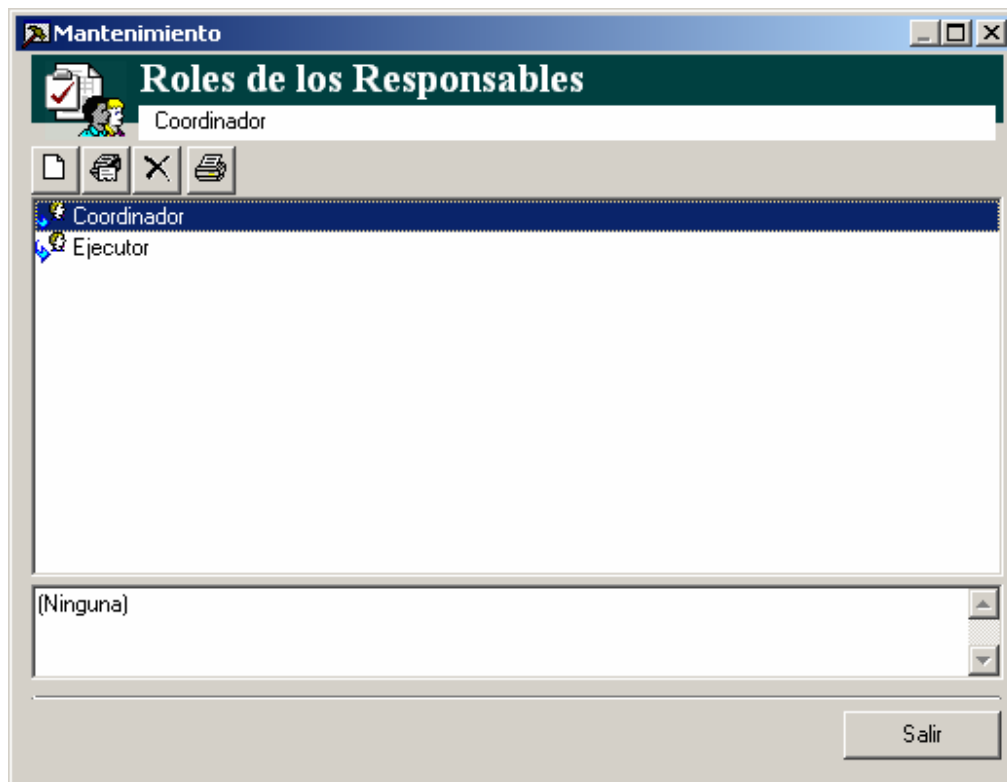 Mantenimiento
Roles de los Responsables
Coordinador
Coordinador
Ejecutor
(Ninguna)
Salir